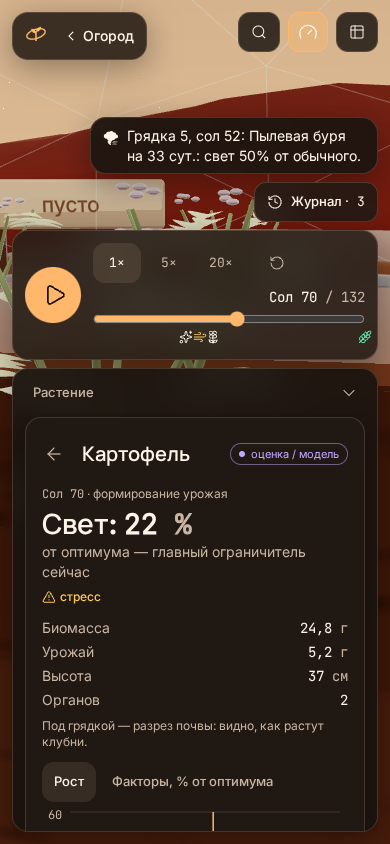 Огород
Грядка 5, сол 52: Пылевая буря
на 33 сут.: свет 50% от обычного.
Журнал · 3
пусто
1×
5×
20×
Сол 70 / 132
Растение
Картофель
оценка / модель
Сол 70 · формирование урожая
Свет: 22 %
от оптимума — главный ограничитель
сейчас
стресс
Биомасса 24,8 г
Урожай 5,2 г
Высота 37 см
Органов 2
Под грядкой — разрез почвы: видно, как растут
клубни.
Рост
Факторы, % от оптимума
60